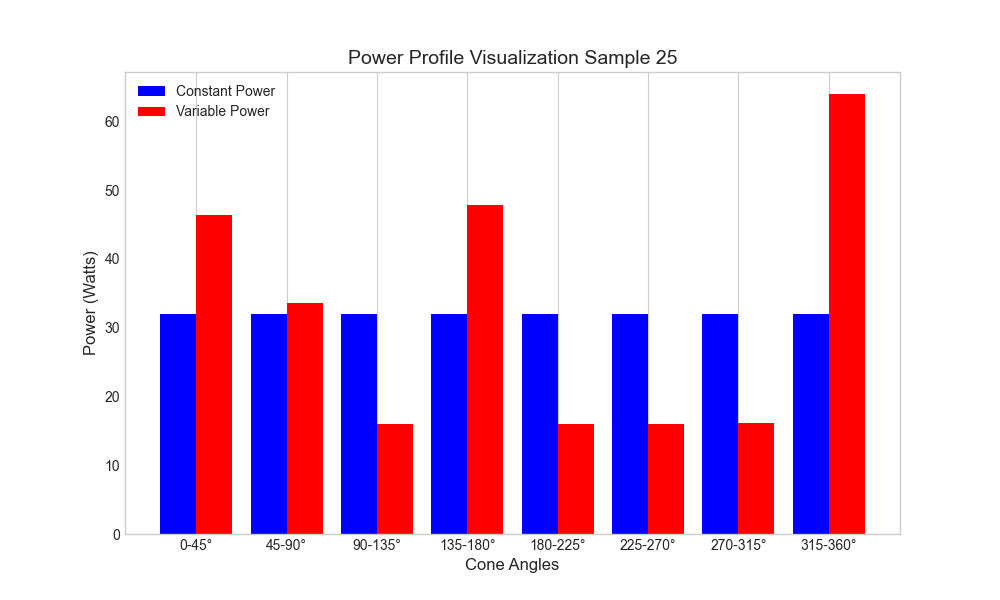 Power Profile Visualization Sample 25
Constant Power
Variable Power
Power (Watts)
60
50
40
30
20
10
0
0-45° 45-90° 90-135° 135-180° 180-225° 225-270° 270-315° 315-360°
Cone Angles